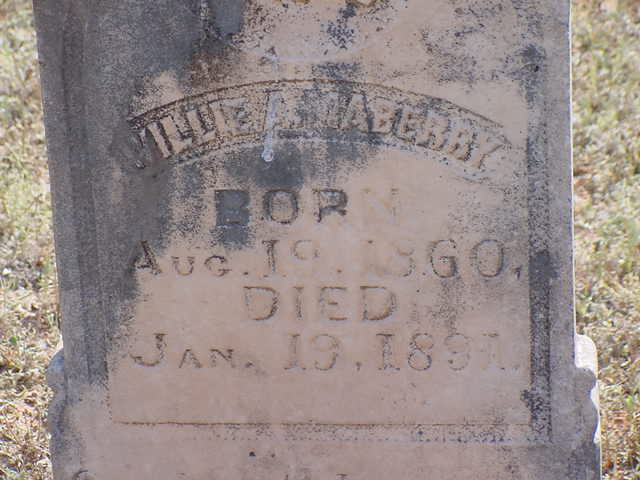 WILLIE A. MABERRY
BORN
AUG. 19. 1860.
DIED
JAN. 19, 1891.